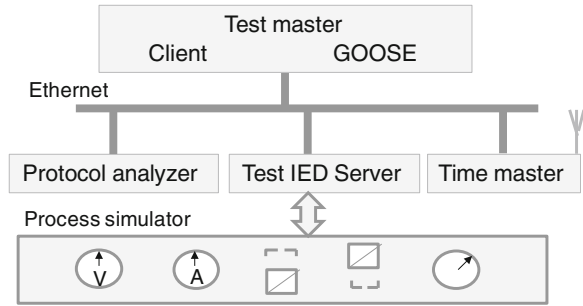 Test master
Client GOOSE
Ethernet
Protocol analyzer Test IED Server Time master
Process simulator
V A